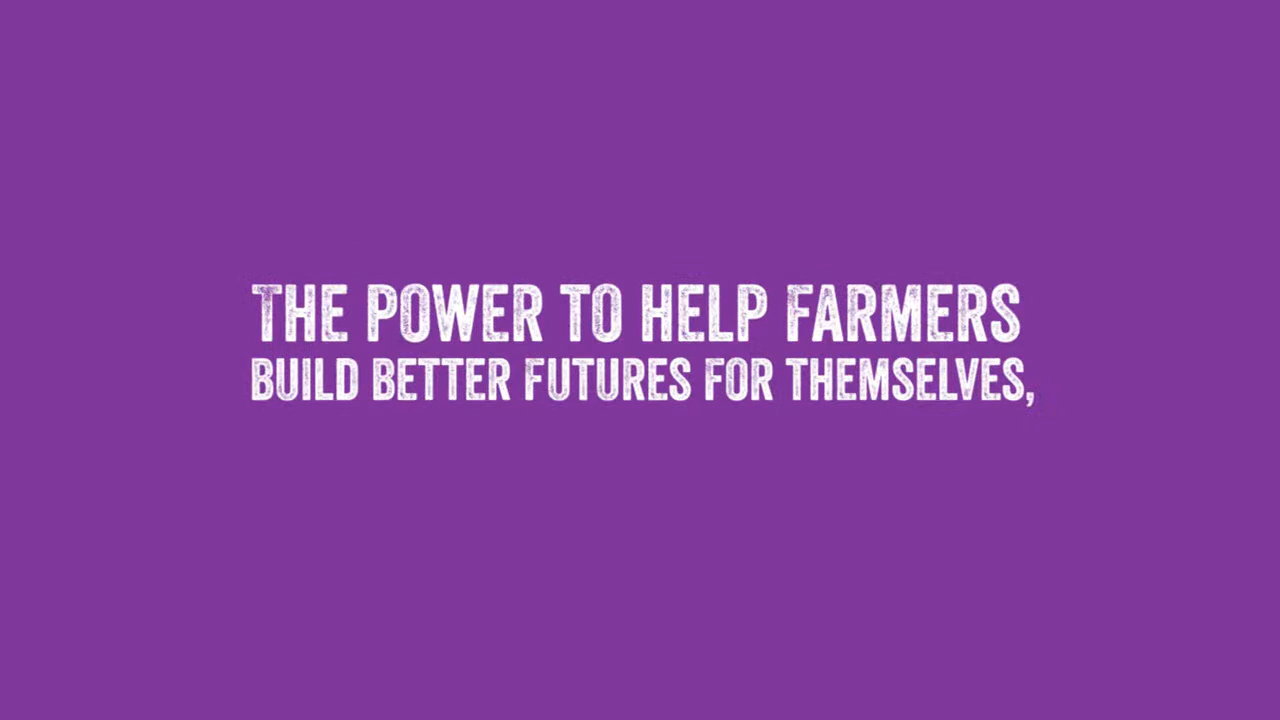 THE POWER TO HELP FARMERS
BUILD BETTER FUTURES FOR THEMSELVES,